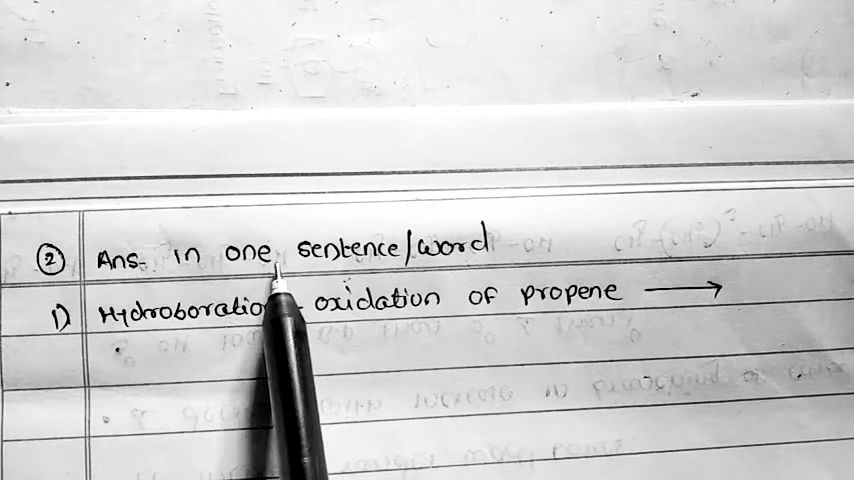 ② Ans. in one sentence/word
1) Hydroboration - oxidation of propene ⟶